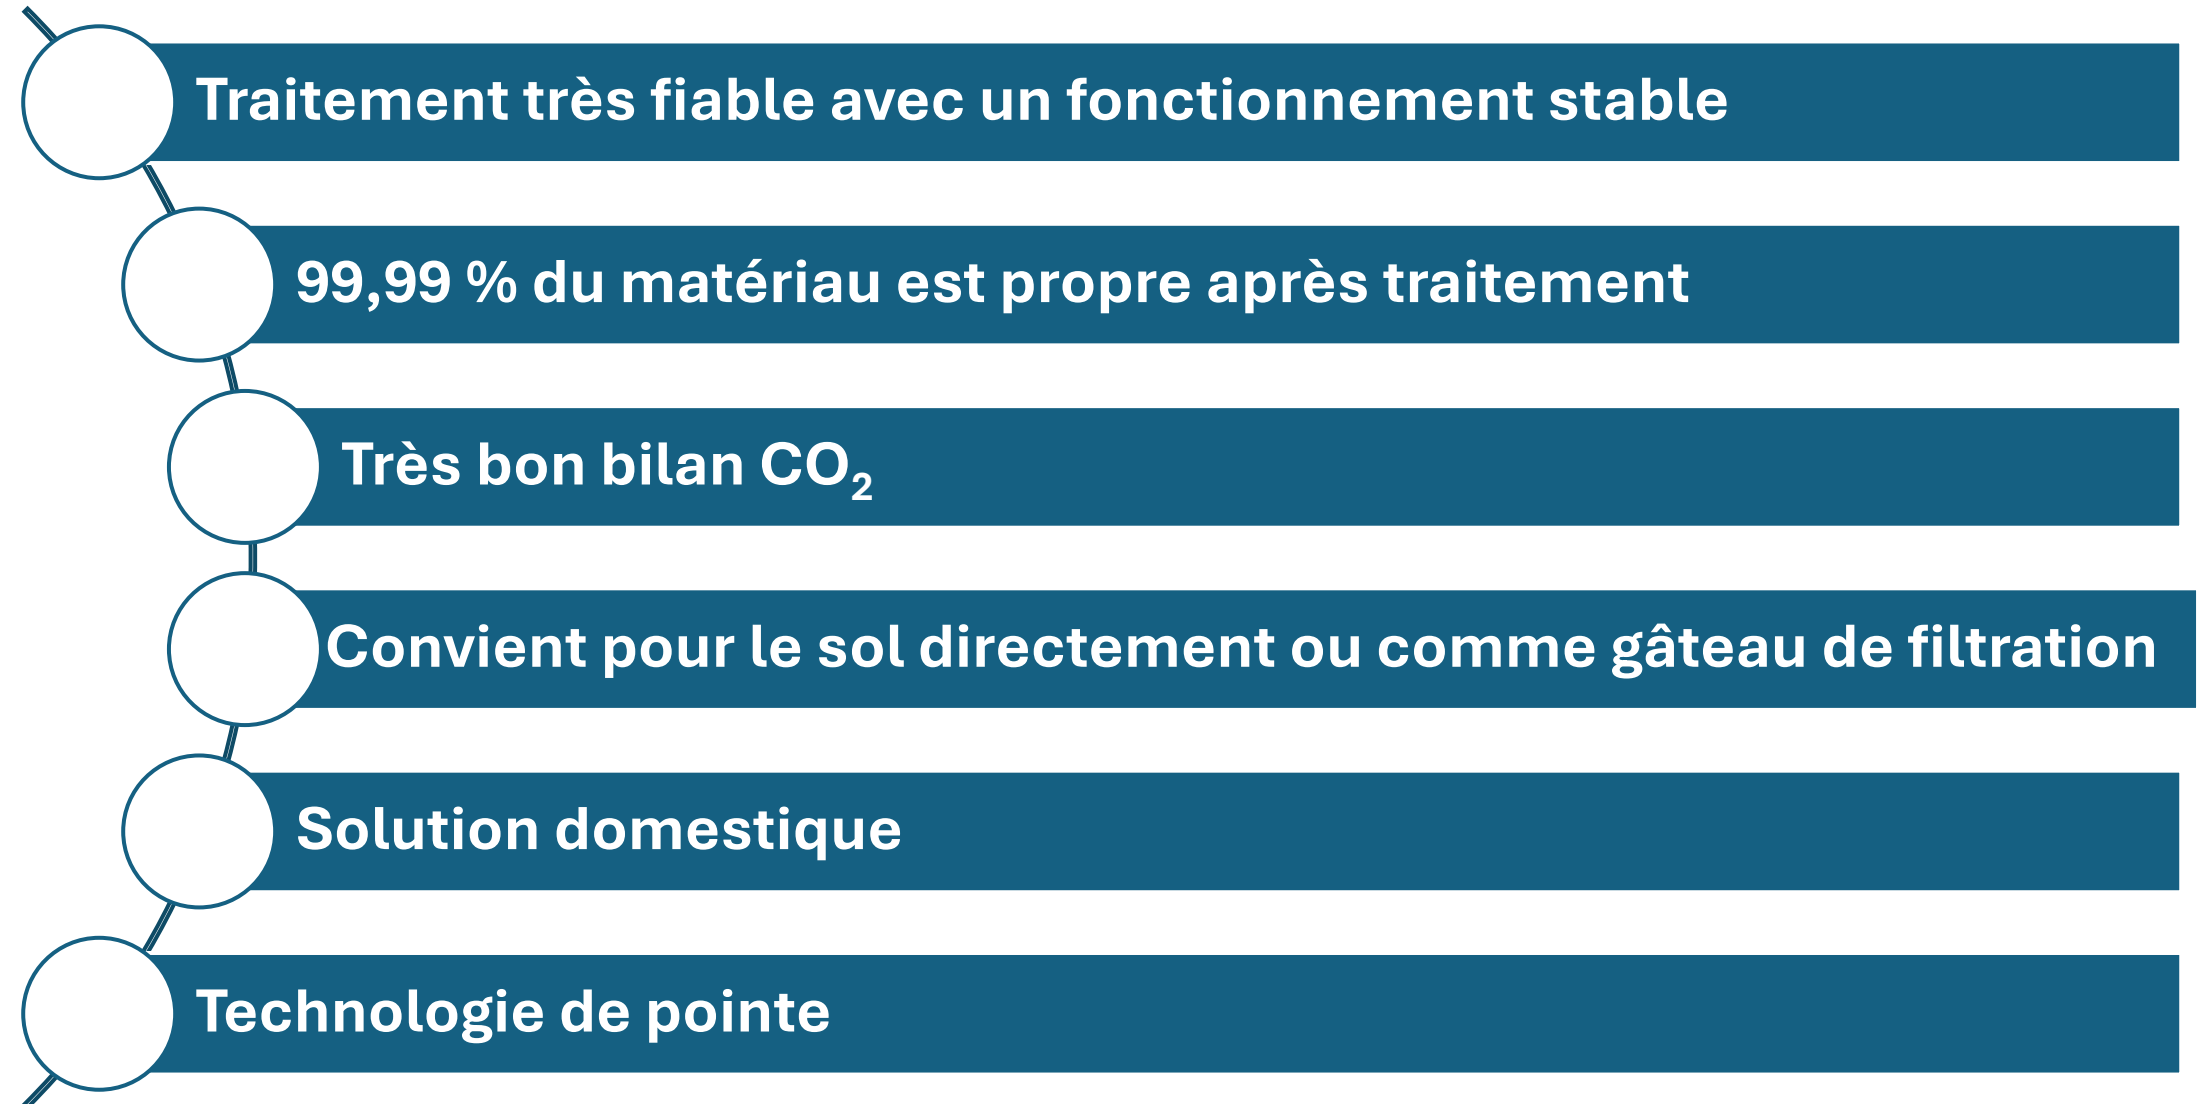 Traitement très fiable avec un fonctionnement stable
99,99 % du matériau est propre après traitement
Très bon bilan CO₂
Convient pour le sol directement ou comme gâteau de filtration
Solution domestique
Technologie de pointe